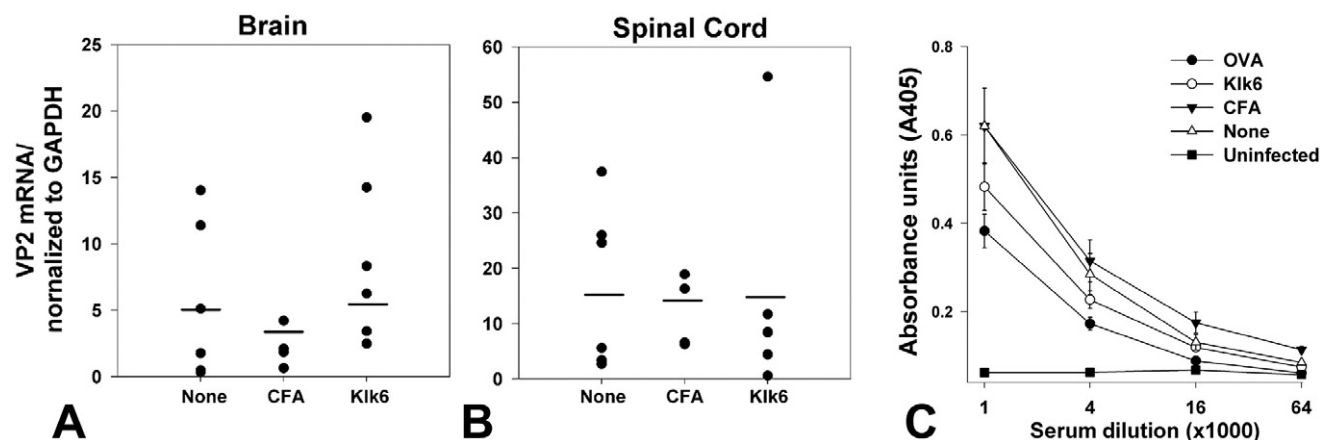 Brain
VP2 mRNA/
nornalized to GAPDH
25
20
15
10
5
0
None CFA Klk6
A
Spinal Cord
60
50
40
30
20
10
0
None CFA Klk6
B
Absorbance units (A405)
0.8
0.6
0.4
0.2
OVA
Klk6
CFA
None
Uninfected
1 4 16 64
Serum dilution (x1000)
C